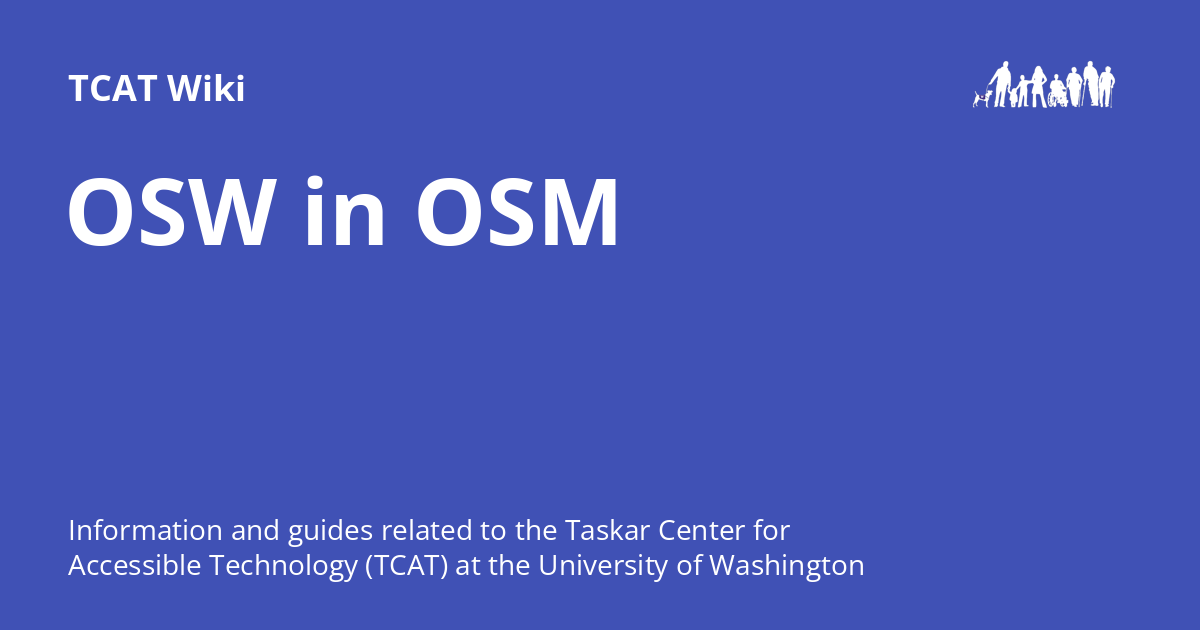 TCAT Wiki
OSW in OSM
Information and guides related to the Taskar Center for
Accessible Technology (TCAT) at the University of Washington